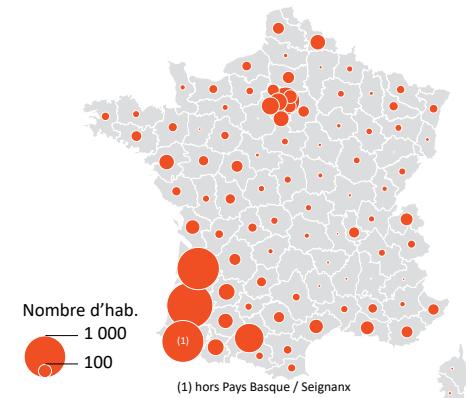 (1)
Nombre d’hab.
1 000
100
(1) hors Pays Basque / Seignanx